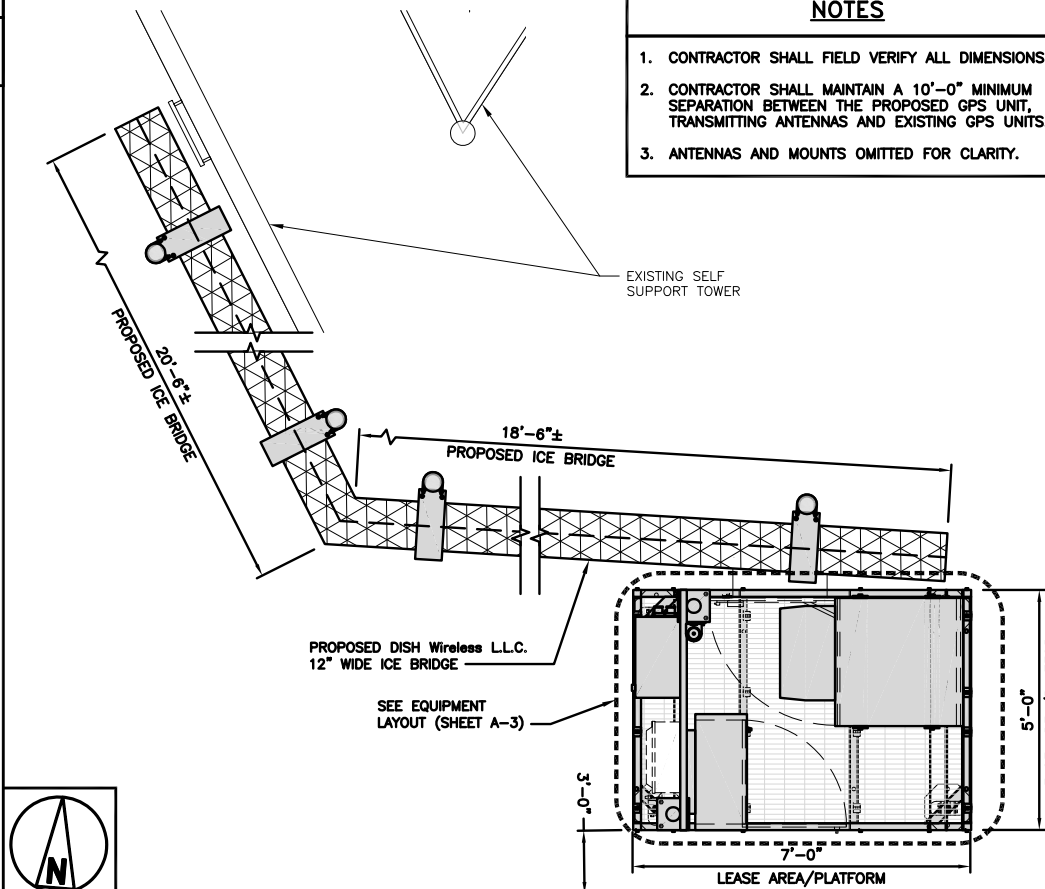 NOTES
1. CONTRACTOR SHALL FIELD VERIFY ALL DIMENSIONS
2. CONTRACTOR SHALL MAINTAIN A 10'-0" MINIMUM
SEPARATION BETWEEN THE PROPOSED GPS UNIT,
TRANSMITTING ANTENNAS AND EXISTING GPS UNITS
3. ANTENNAS AND MOUNTS OMITTED FOR CLARITY.
EXISTING SELF
SUPPORT TOWER
20'-6"±
PROPOSED ICE BRIDGE
18'-6"±
PROPOSED ICE BRIDGE
PROPOSED DISH Wireless L.L.C.
12" WIDE ICE BRIDGE
SEE EQUIPMENT
LAYOUT (SHEET A-3)
5'-0"
3'-0"
7'-0"
LEASE AREA/PLATFORM
N